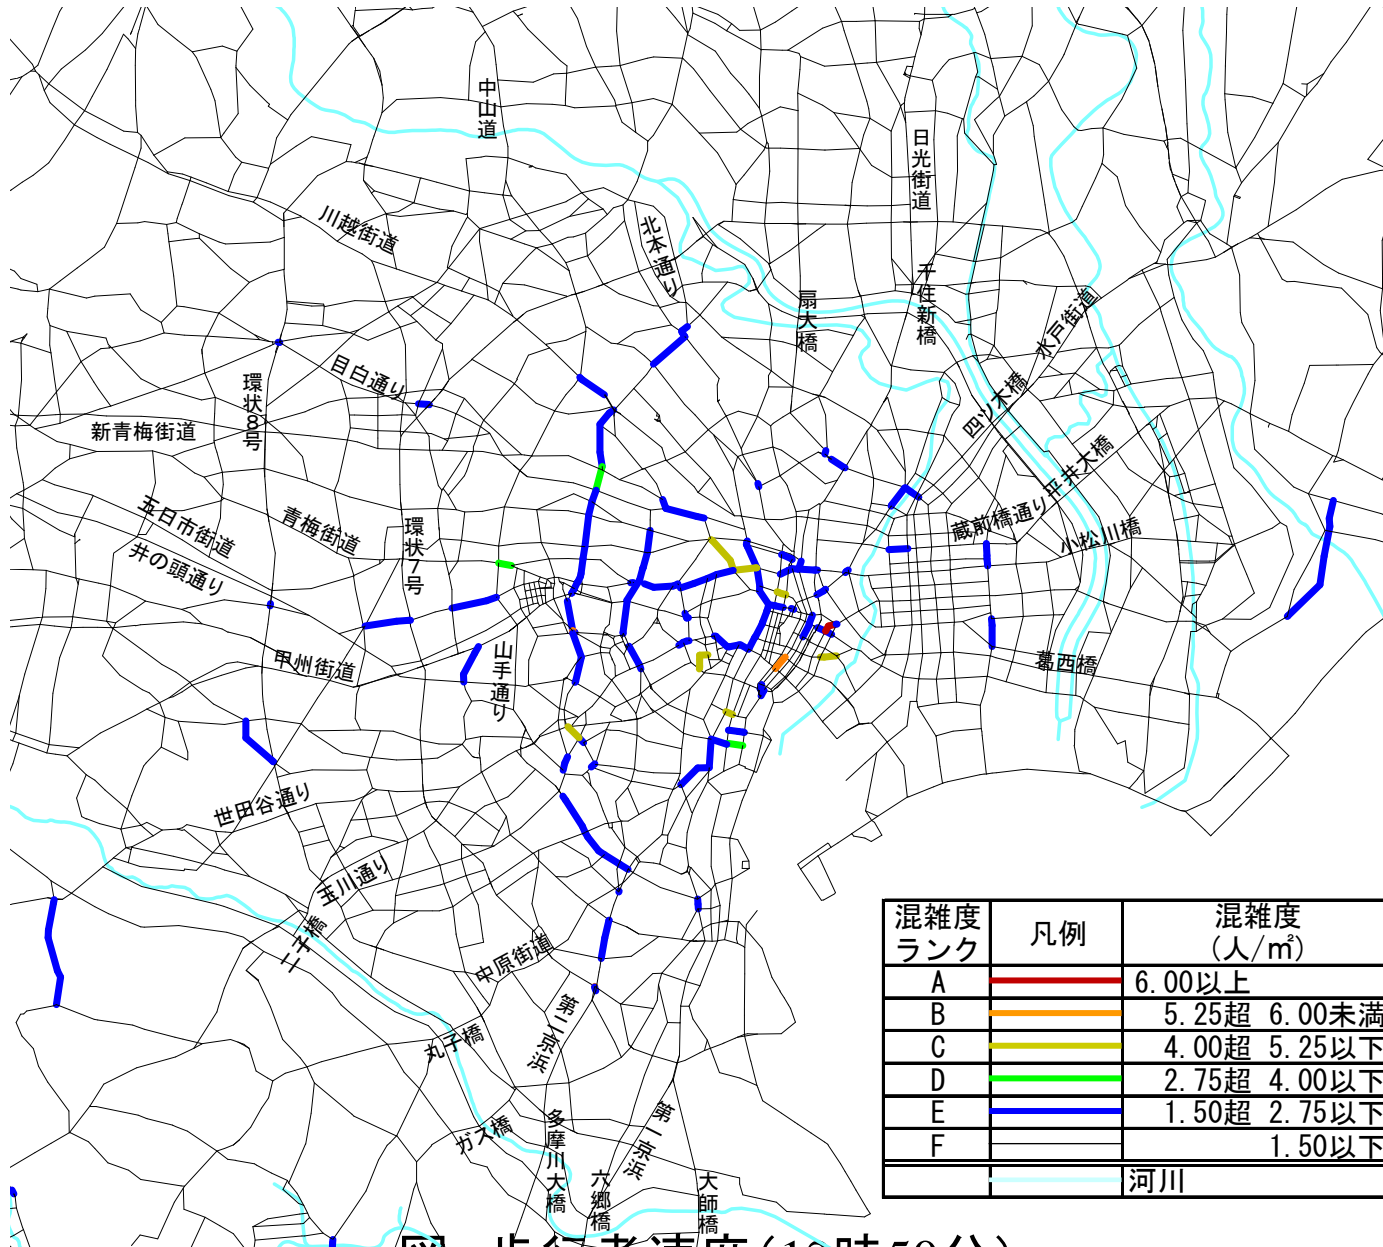 中山道
日光街道
川越街道
北本通り
千住新橋
扇大橋
水戸街道
目白通り
環状8号
四ツ木橋
新青梅街道
平井大橋
五日市街道
青梅街道
環状7号
蔵前橋通り
小松川橋
井の頭通り
甲州街道
山手通り
葛西橋
世田谷通り
玉川通り
二子橋
中原街道
第二京浜
丸子橋
ガス橋
多摩川大橋
第一京浜
六郷橋
大師橋
混雑度ランク 凡例 混雑度(人/㎡)
A 6.00以上
B 5.25超 6.00未満
C 4.00超 5.25以下
D 2.75超 4.00以下
E 1.50超 2.75以下
F 1.50以下
河川